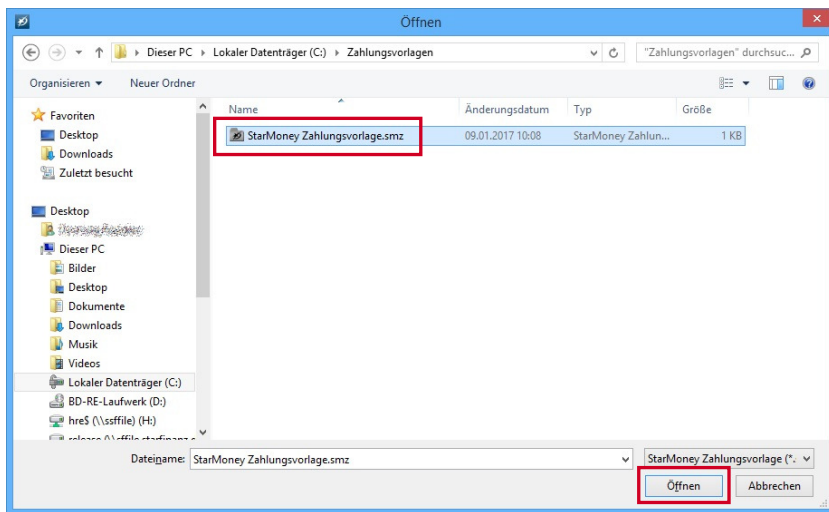 Öffnen
Dieser PC Lokaler Datenträger (C:) Zahlungsvorlagen
"Zahlungsvorlagen" durchsuc...
Organisieren Neuer Ordner
Name Änderungsdatum Typ Größe
StarMoney Zahlungsvorlage.smz 09.01.2017 10:08 StarMoney Zahlun... 1 KB
Favoriten
Desktop
Downloads
Zuletzt besucht
Desktop
Dieser PC
Bilder
Desktop
Dokumente
Downloads
Musik
Videos
Lokaler Datenträger (C:)
BD-RE-Laufwerk (D:)
hre$ (\\ssffile) (H:)
Dateiname: StarMoney Zahlungsvorlage.smz StarMoney Zahlungsvorlage (*.
Öffnen Abbrechen